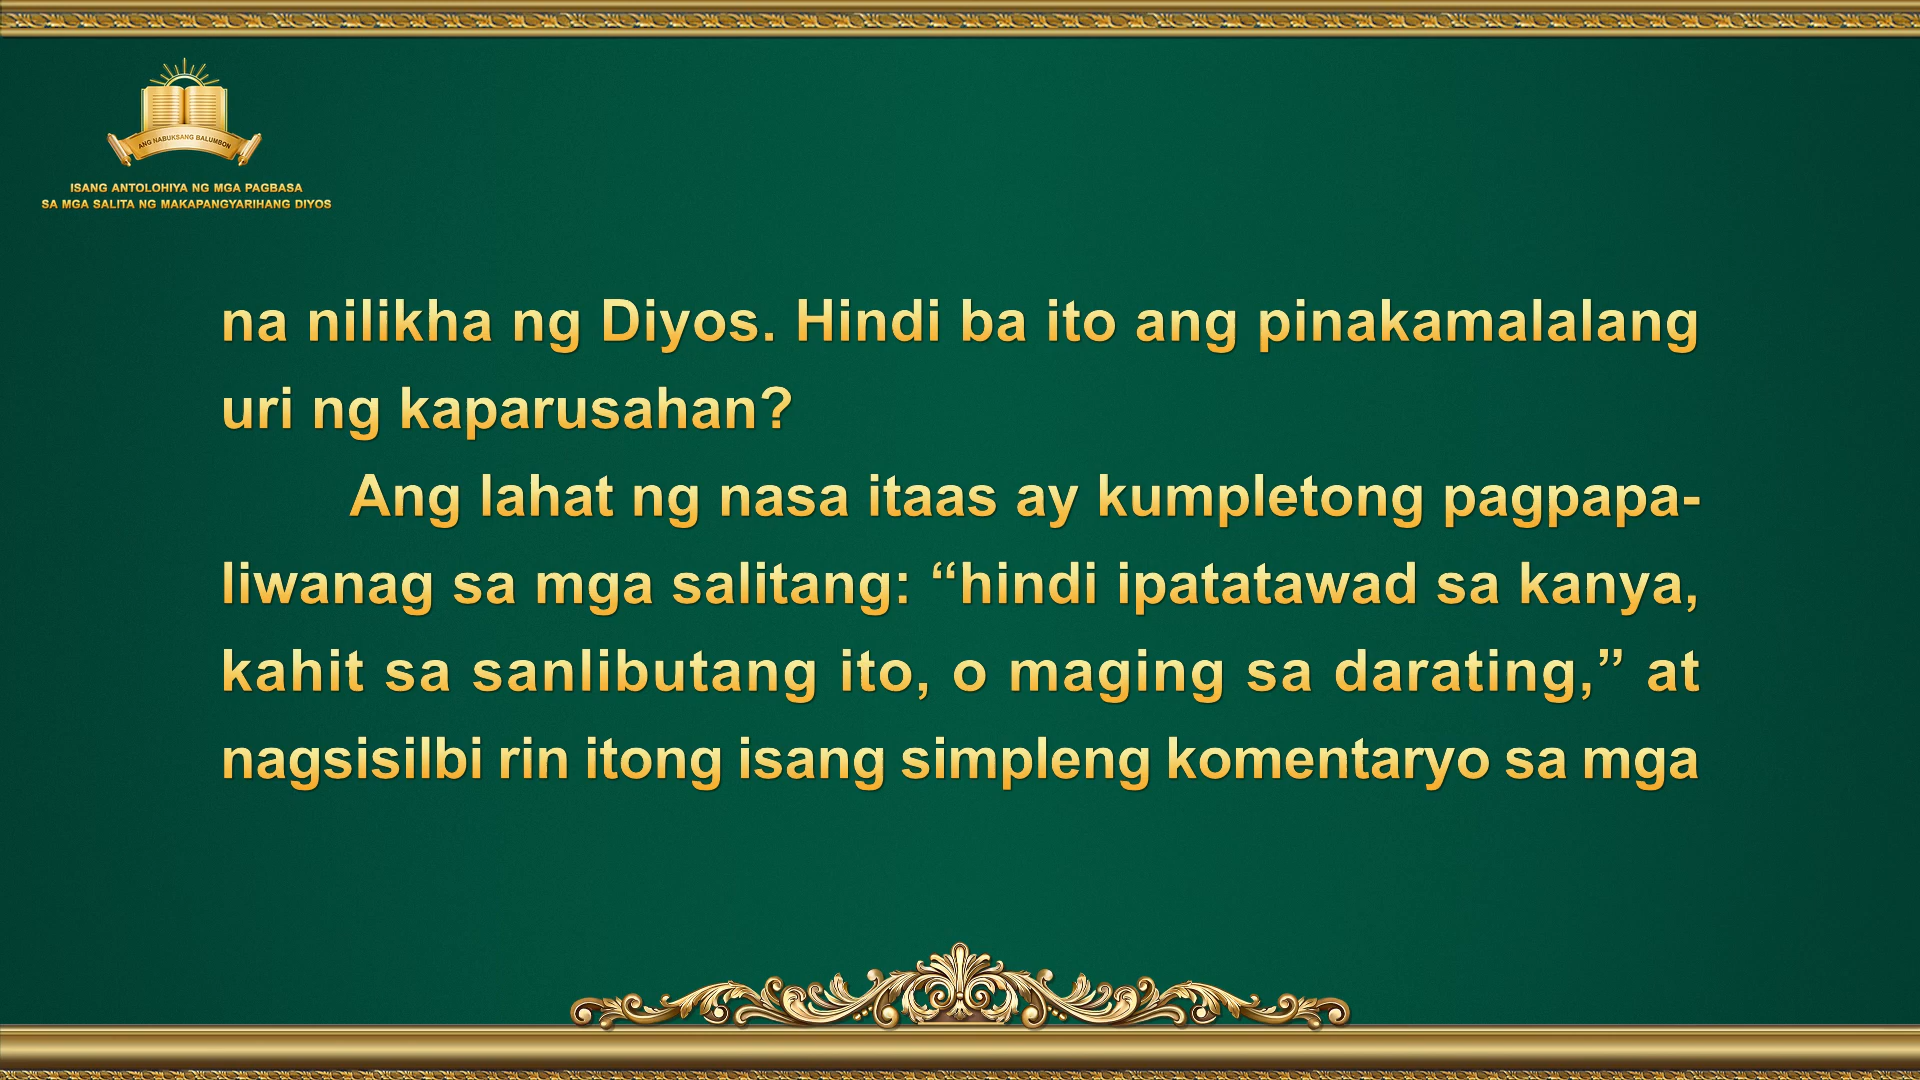 ANG NABUKSANG BALUMBON
ISANG ANTOLOHIYA NG MGA PAGBASA
SA MGA SALITA NG MAKAPANGYARIHANG DIYOS
na nilikha ng Diyos. Hindi ba ito ang pinakamalalang
uri ng kaparusahan?
Ang lahat ng nasa itaas ay kumpletong pagpapa-
liwanag sa mga salitang: “hindi ipatatawad sa kanya,
kahit sa sanlibutang ito, o maging sa darating,” at
nagsisilbi rin itong isang simpleng komentaryo sa mga